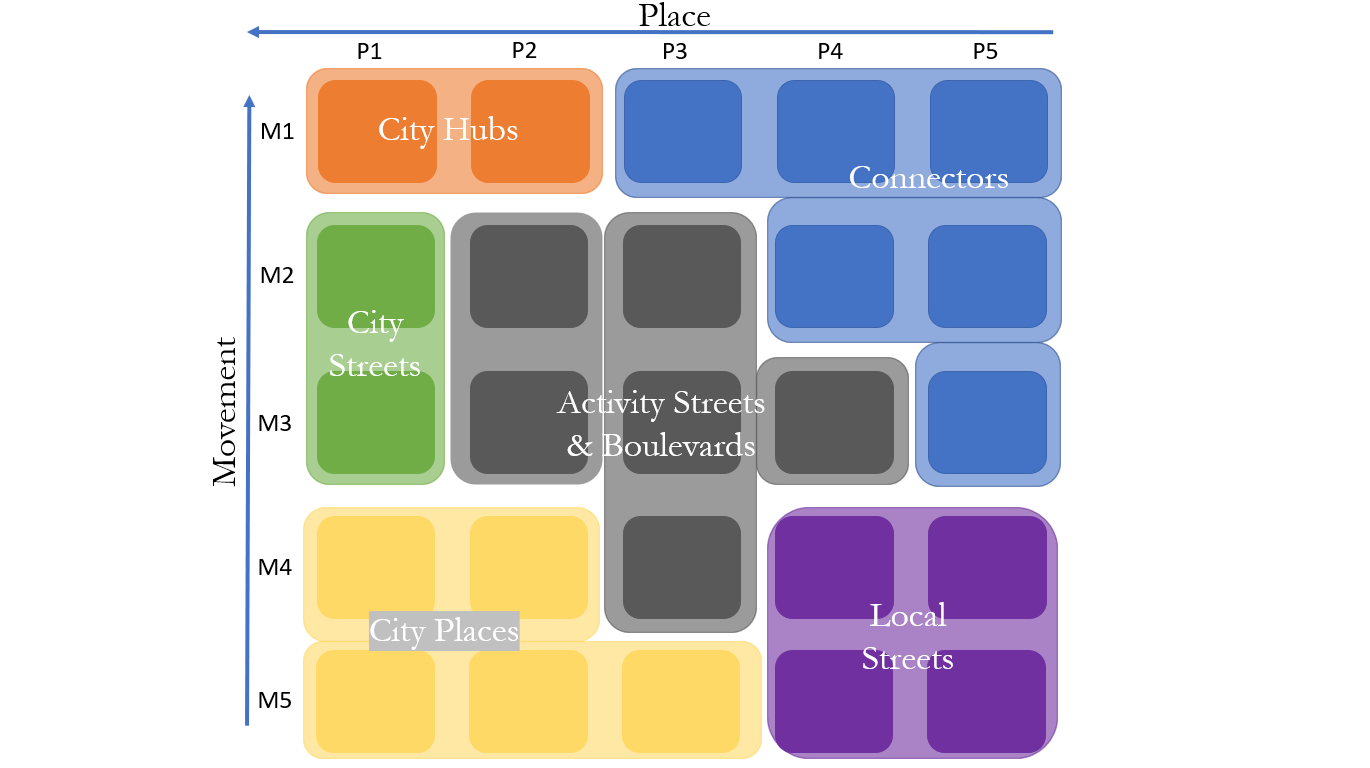 Place
P1 P2 P3 P4 P5
M1
City Hubs
Connectors
M2
City
Streets
Movement
M3
Activity Streets
& Boulevards
M4
City Places
Local
Streets
M5